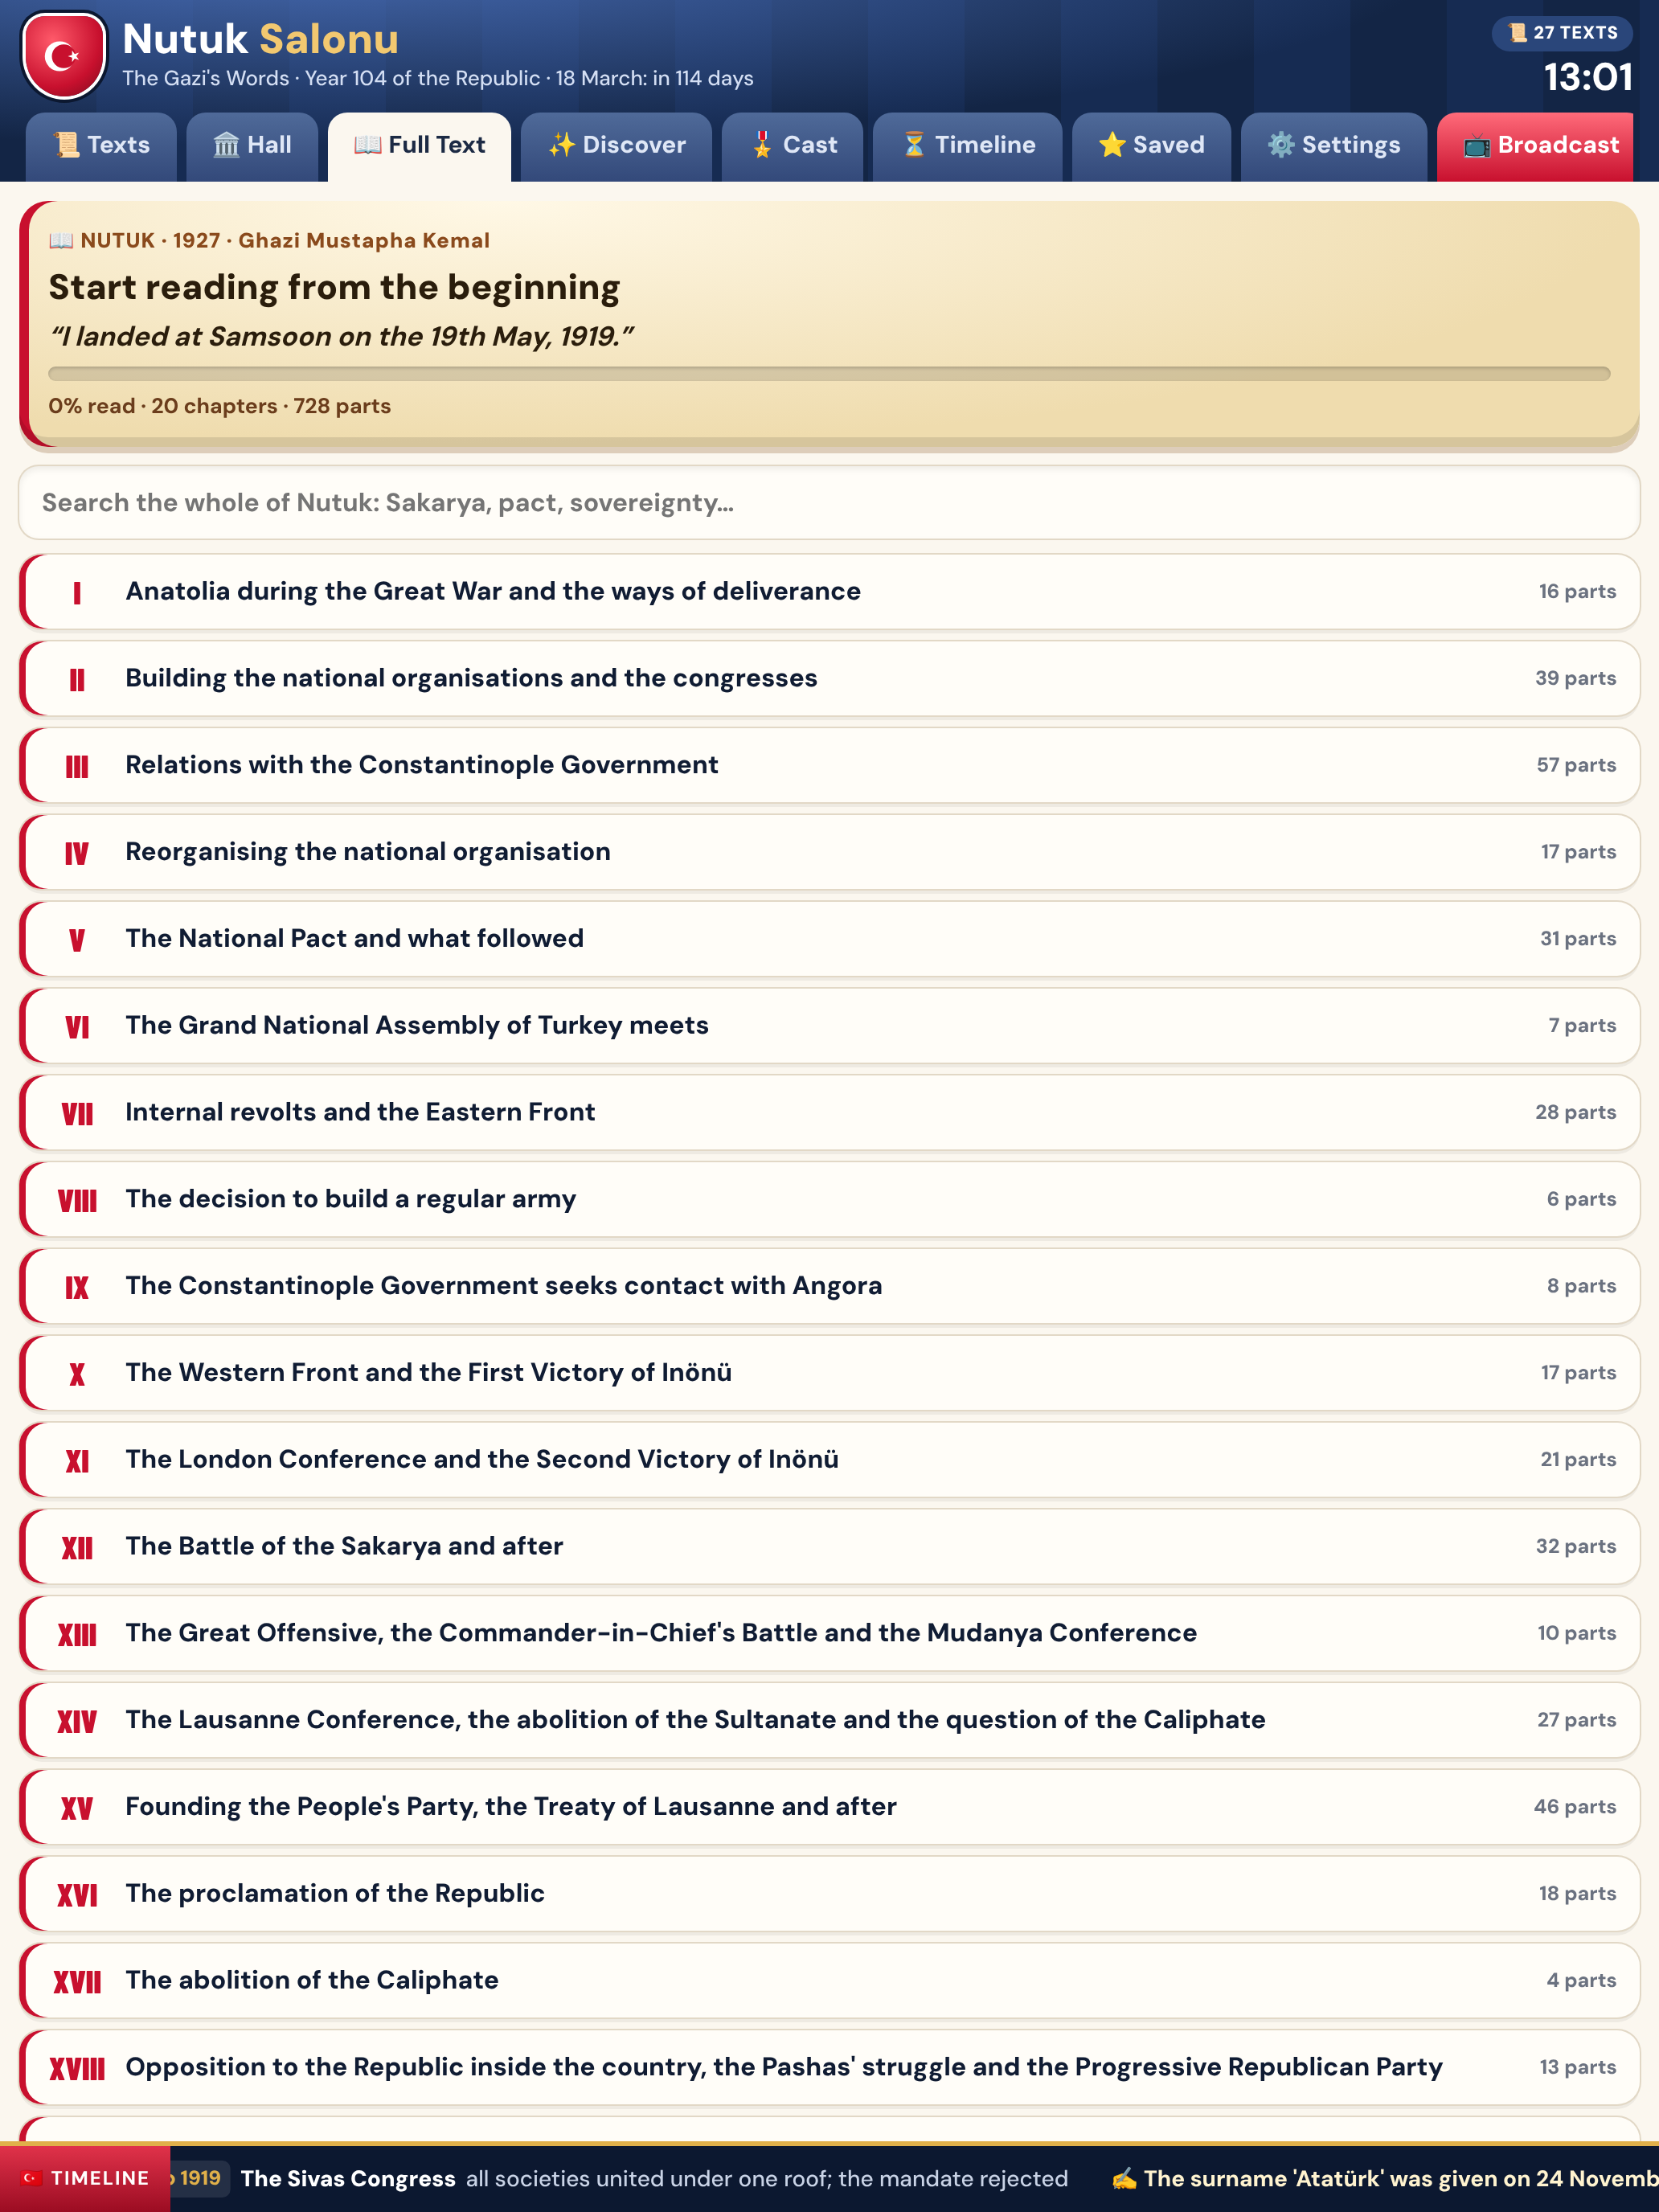 Nutuk Salonu
The Gazi's Words · Year 104 of the Republic · 18 March: in 114 days
📜 27 TEXTS
13:01
📜 Texts
🏛️ Hall
📖 Full Text
✨ Discover
🎖️ Cast
⏳ Timeline
⭐ Saved
⚙️ Settings
📺 Broadcast
📖 NUTUK · 1927 · Ghazi Mustapha Kemal
Start reading from the beginning
“I landed at Samsoon on the 19th May, 1919.”
0% read · 20 chapters · 728 parts
Search the whole of Nutuk: Sakarya, pact, sovereignty…
I Anatolia during the Great War and the ways of deliverance 16 parts
II Building the national organisations and the congresses 39 parts
III Relations with the Constantinople Government 57 parts
IV Reorganising the national organisation 17 parts
V The National Pact and what followed 31 parts
VI The Grand National Assembly of Turkey meets 7 parts
VII Internal revolts and the Eastern Front 28 parts
VIII The decision to build a regular army 6 parts
IX The Constantinople Government seeks contact with Angora 8 parts
X The Western Front and the First Victory of Inönü 17 parts
XI The London Conference and the Second Victory of Inönü 21 parts
XII The Battle of the Sakarya and after 32 parts
XIII The Great Offensive, the Commander-in-Chief's Battle and the Mudanya Conference 10 parts
XIV The Lausanne Conference, the abolition of the Sultanate and the question of the Caliphate 27 parts
XV Founding the People's Party, the Treaty of Lausanne and after 46 parts
XVI The proclamation of the Republic 18 parts
XVII The abolition of the Caliphate 4 parts
XVIII Opposition to the Republic inside the country, the Pashas' struggle and the Progressive Republican Party 13 parts
🇹🇷 TIMELINE 1919 The Sivas Congress all societies united under one roof; the mandate rejected ✍️ The surname 'Atatürk' was given on 24